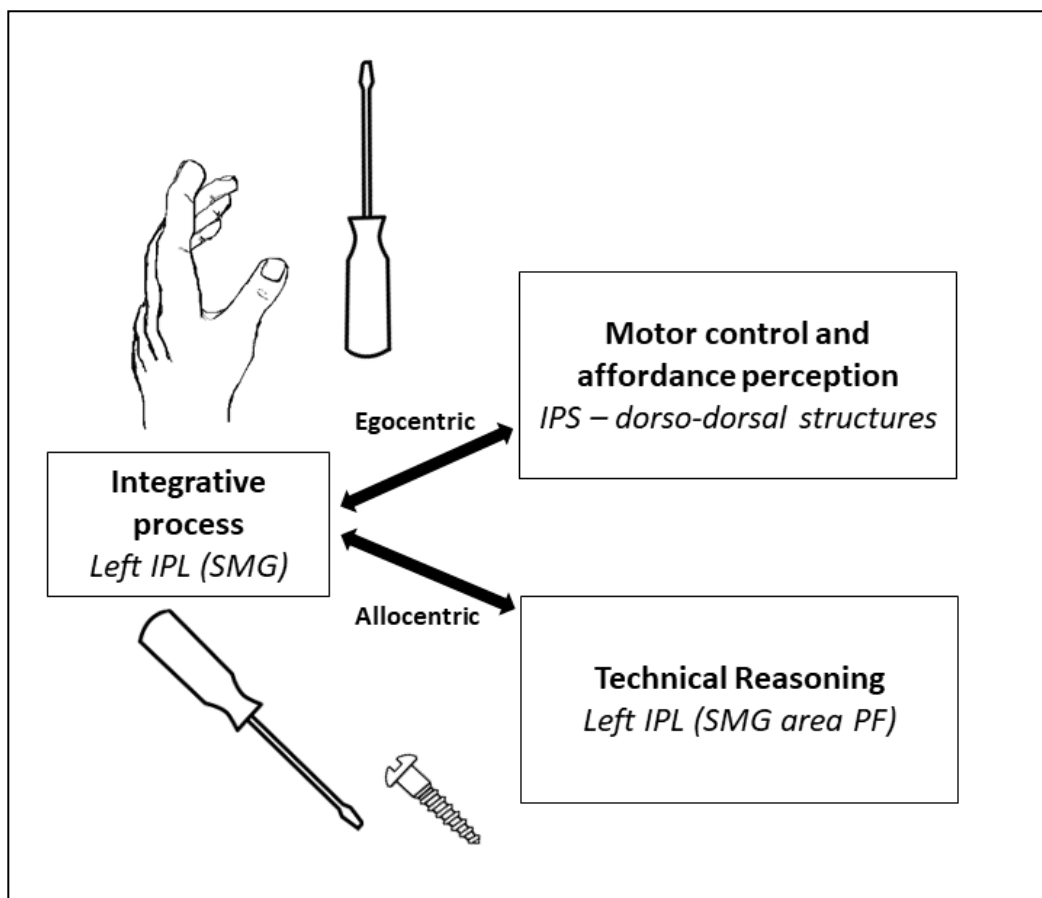 Motor control and
affordance perception
IPS – dorso-dorsal structures
Egocentric
Integrative
process
Left IPL (SMG)
Allocentric
Technical Reasoning
Left IPL (SMG area PF)